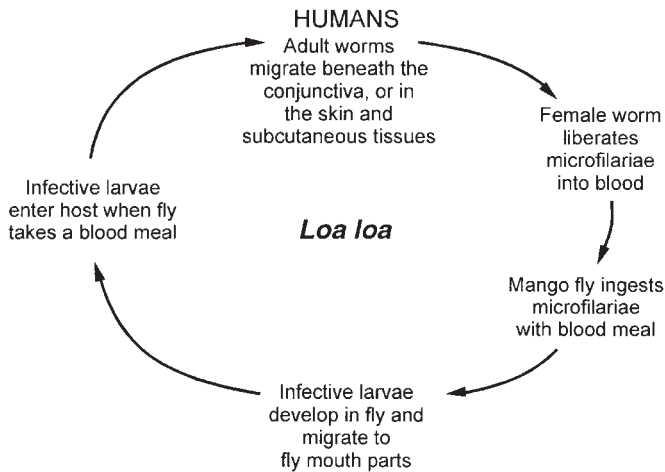 HUMANS
Adult worms
migrate beneath the
conjunctiva, or in
the skin and
subcutaneous tissues
Female worm
liberates
microfilariae
into blood
Mango fly ingests
microfilariae
with blood meal
Infective larvae
develop in fly and
migrate to
fly mouth parts
Infective larvae
enter host when fly
takes a blood meal
Loa loa